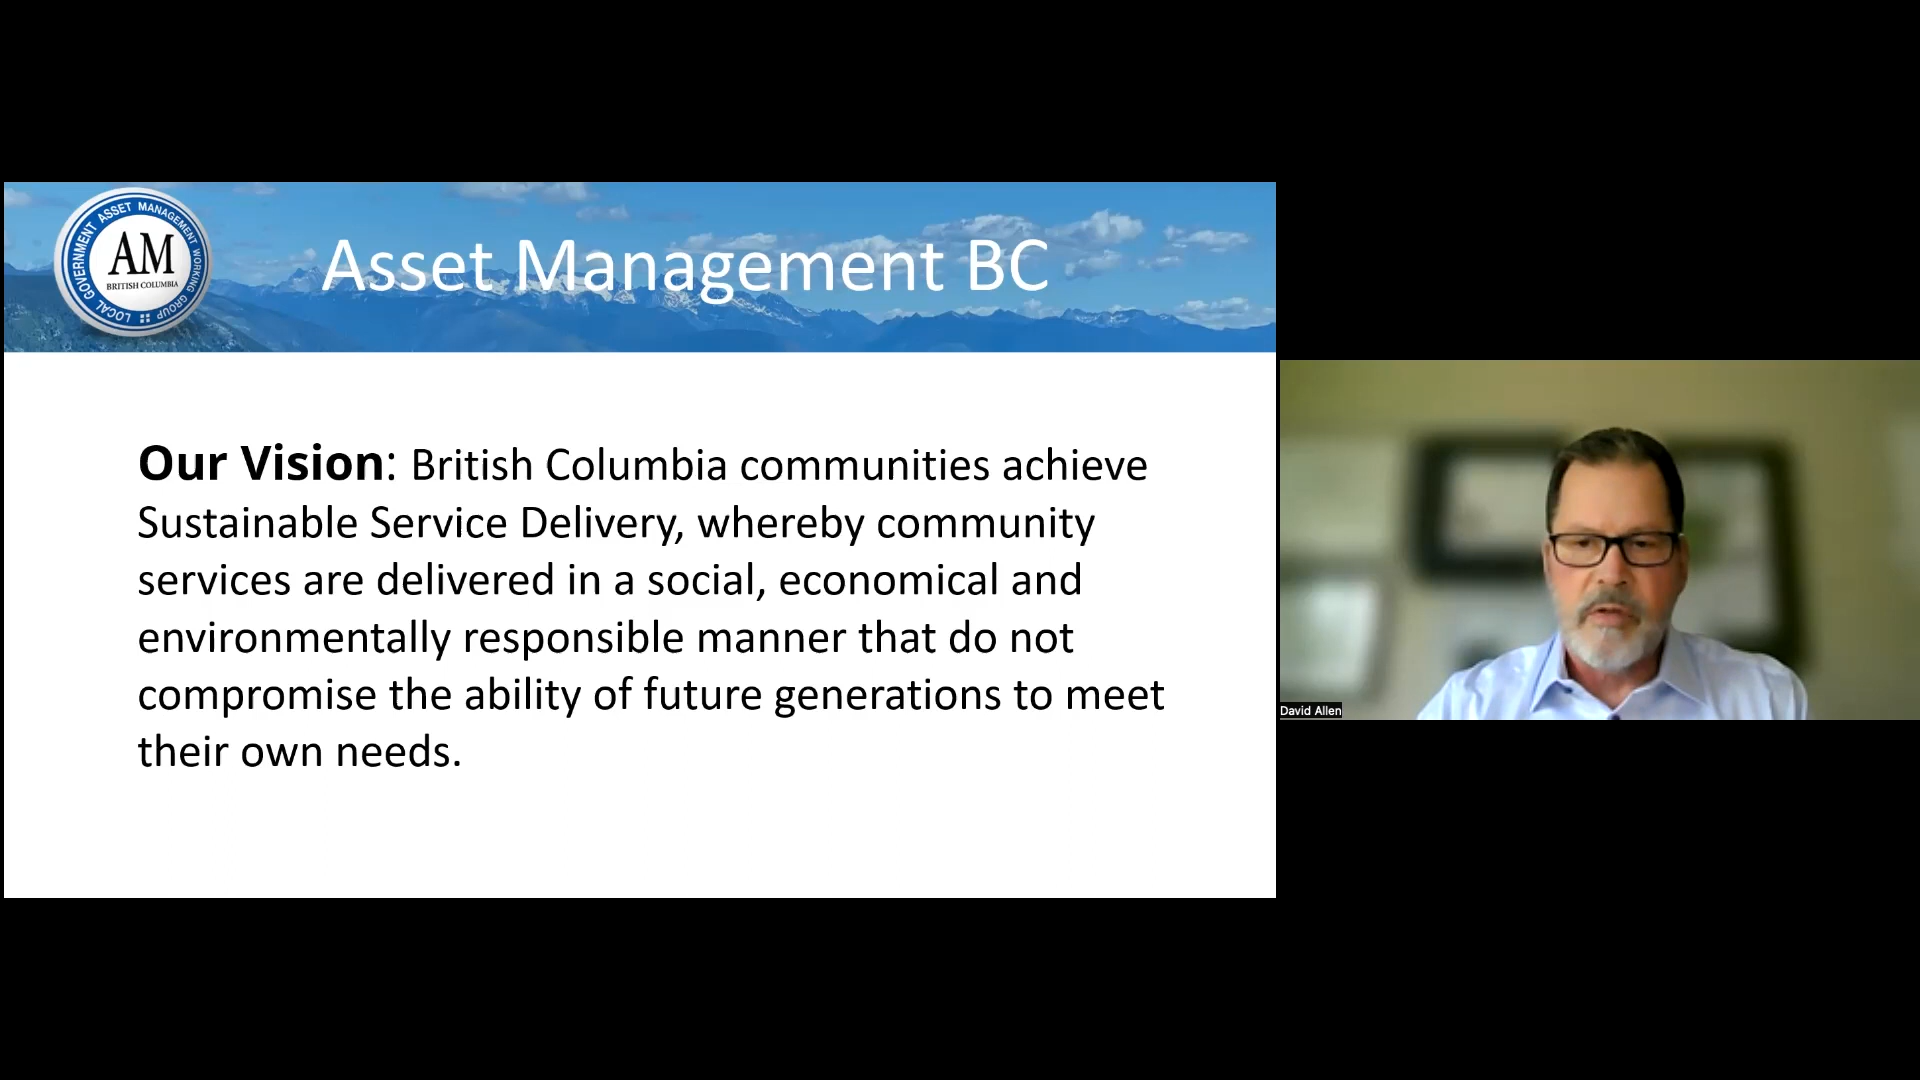 LOCAL GOVERNMENT ASSET MANAGEMENT WORKING GROUP
AM
BRITISH COLUMBIA
Asset Management BC
Our Vision: British Columbia communities achieve
Sustainable Service Delivery, whereby community
services are delivered in a social, economical and
environmentally responsible manner that do not
compromise the ability of future generations to meet
their own needs.
David Allen